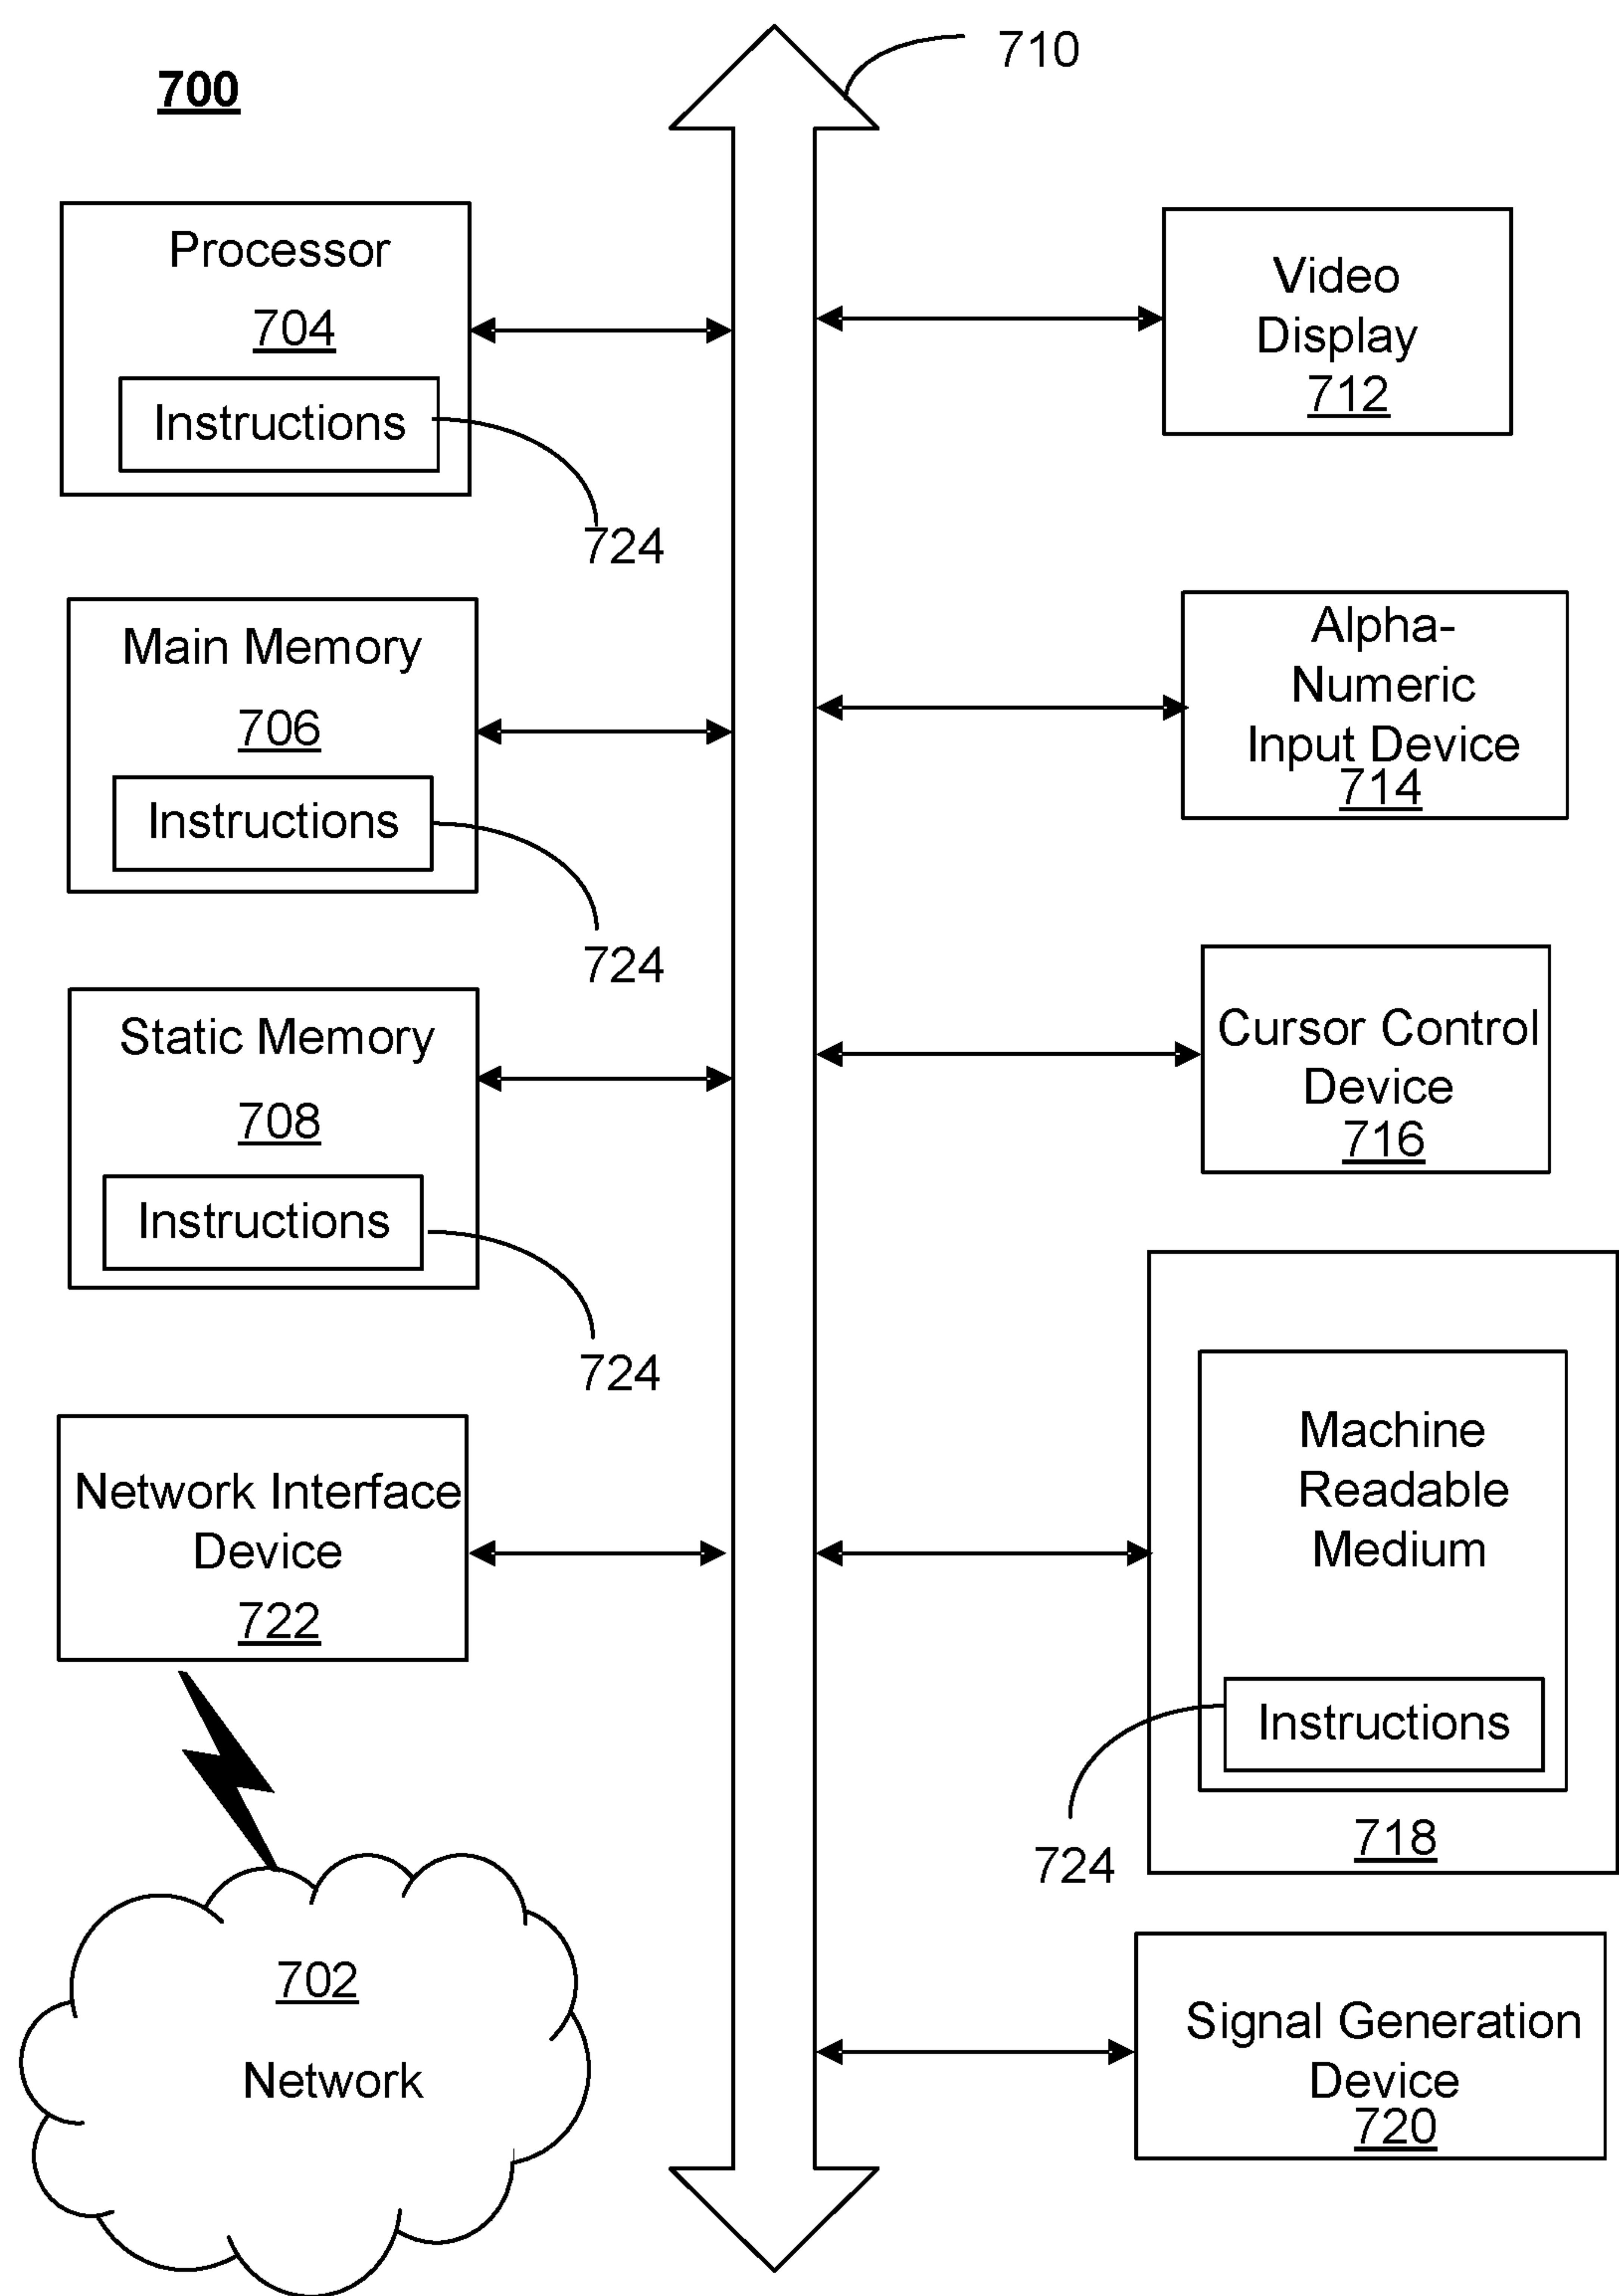 700
710
Processor
704
Instructions
724
Main Memory
706
Instructions
724
Static Memory
708
Instructions
724
Network Interface
Device
722
702
Network
Video
Display
712
Alpha-
Numeric
Input Device
714
Cursor Control
Device
716
Machine
Readable
Medium
Instructions
724
718
Signal Generation
Device
720